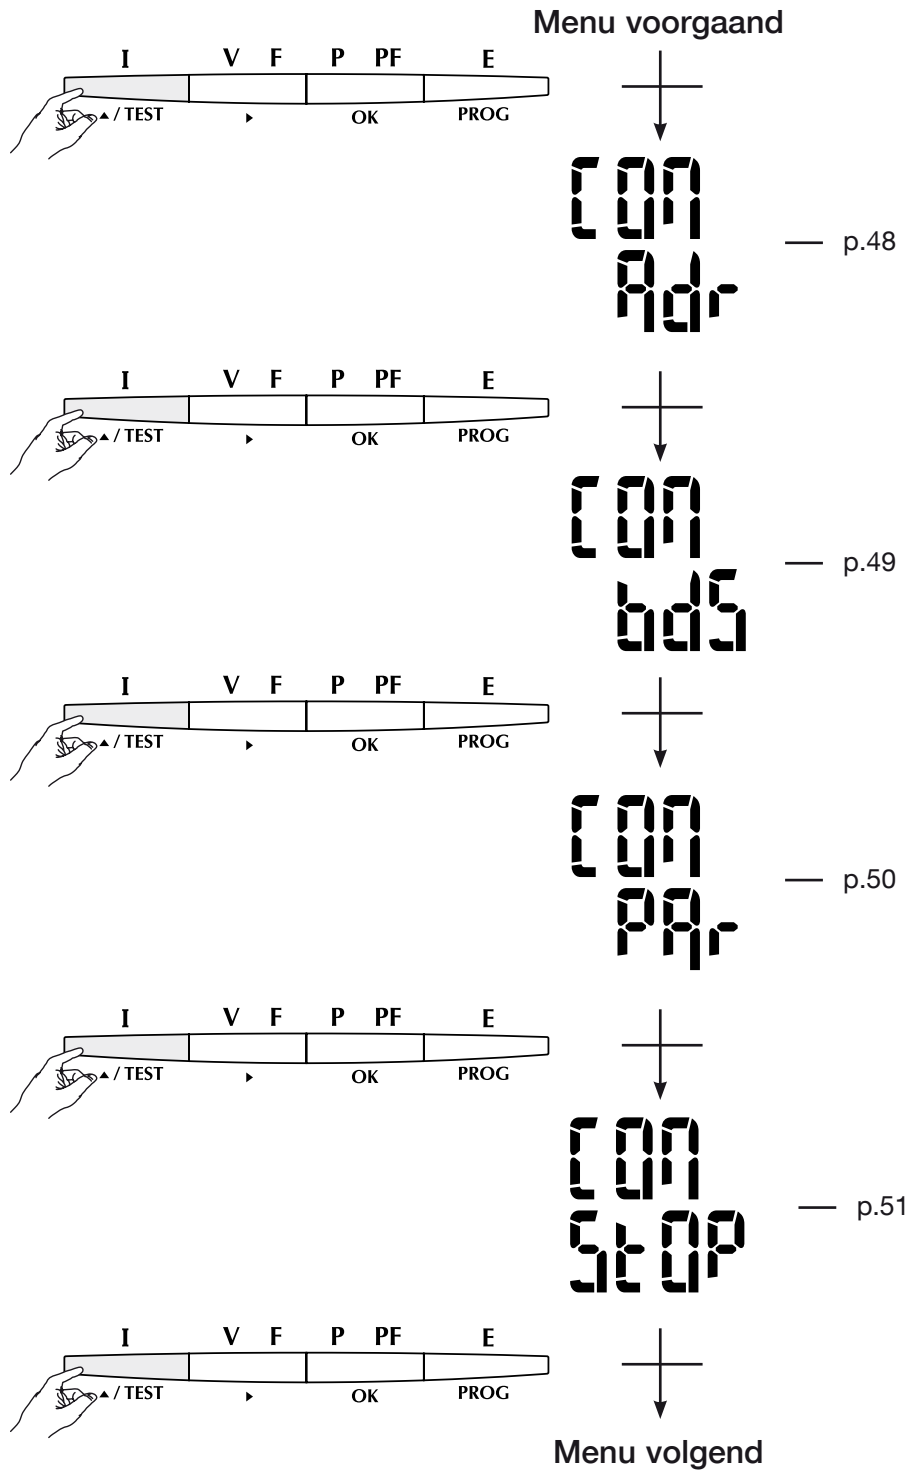 Menu voorgaand
I V F P PF E
▲ / TEST ▶ OK PROG
COM
Adr
p.48
I V F P PF E
▲ / TEST ▶ OK PROG
COM
bdS
p.49
I V F P PF E
▲ / TEST ▶ OK PROG
COM
PAr
p.50
I V F P PF E
▲ / TEST ▶ OK PROG
COM
StOP
p.51
I V F P PF E
▲ / TEST ▶ OK PROG
Menu volgend